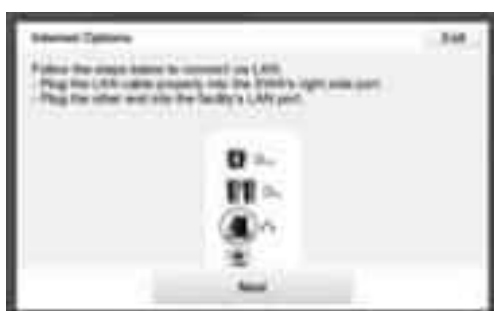 Internet Options
Exit
Follow the steps below to connect via LAN:
- Plug the LAN cable properly into the right side port
- Plug the other end into the facility's LAN port.
Next